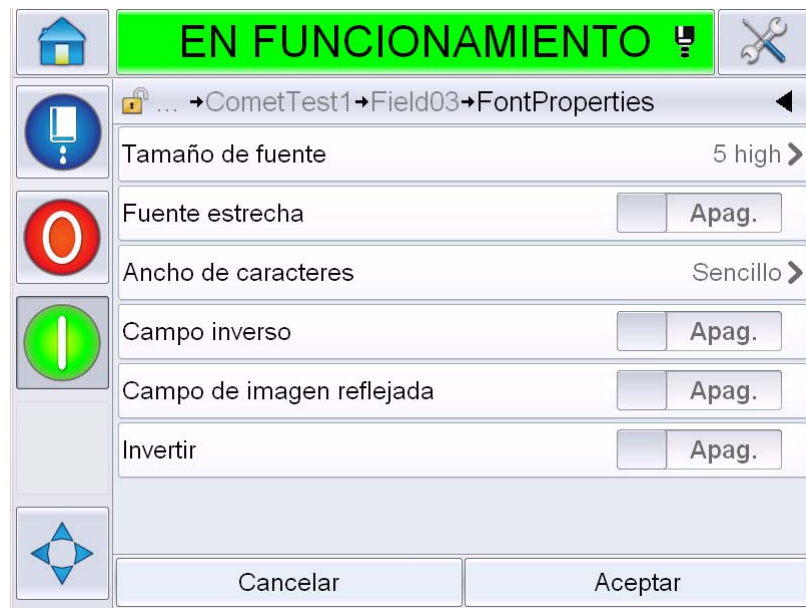 EN FUNCIONAMIENTO
... →CometTest1→Field03→FontProperties
Tamaño de fuente 5 high
Fuente estrecha Apag.
Ancho de caracteres Sencillo
Campo inverso Apag.
Campo de imagen reflejada Apag.
Invertir Apag.
Cancelar Aceptar